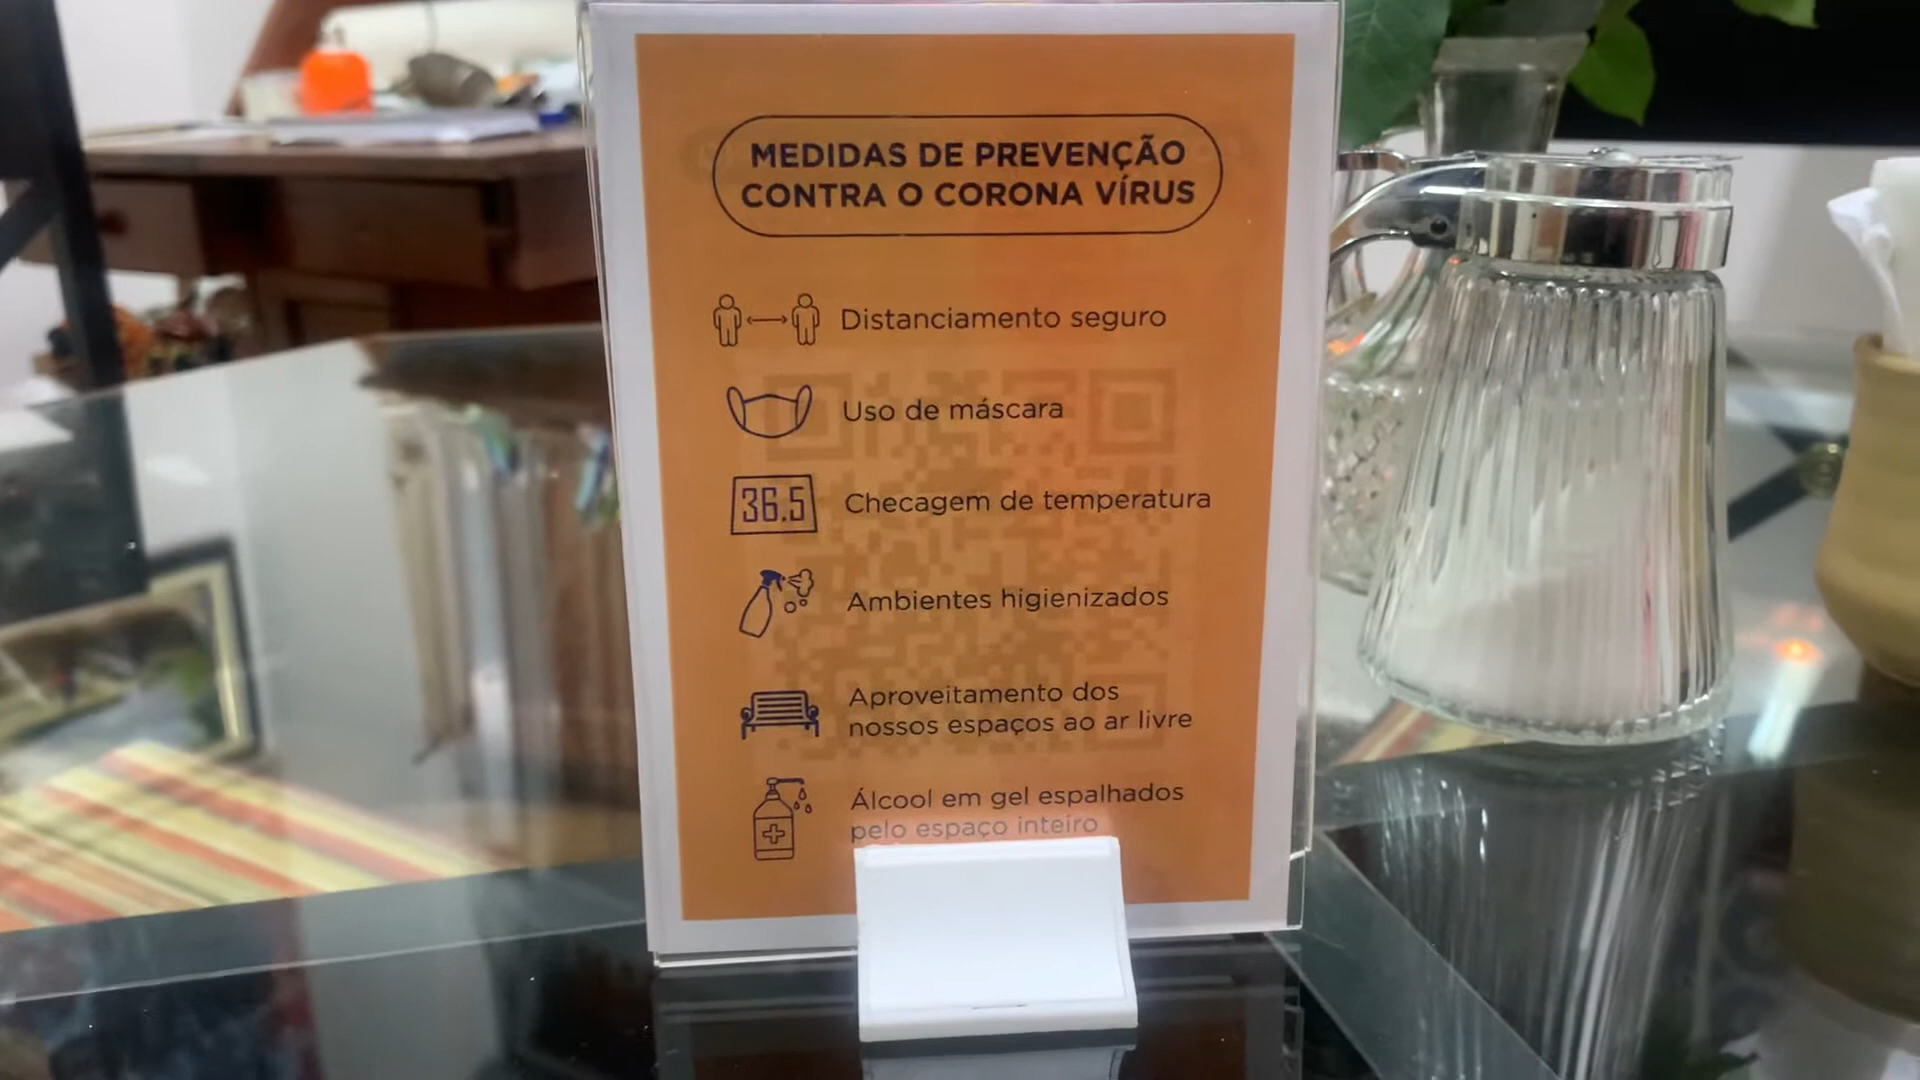 MEDIDAS DE PREVENÇÃO
CONTRA O CORONA VÍRUS
Distanciamento seguro
Uso de máscara
36.5
Checagem de temperatura
Ambientes higienizados
Aproveitamento dos
nossos espaços ao ar livre
Álcool em gel espalhados
pelo espaço inteiro